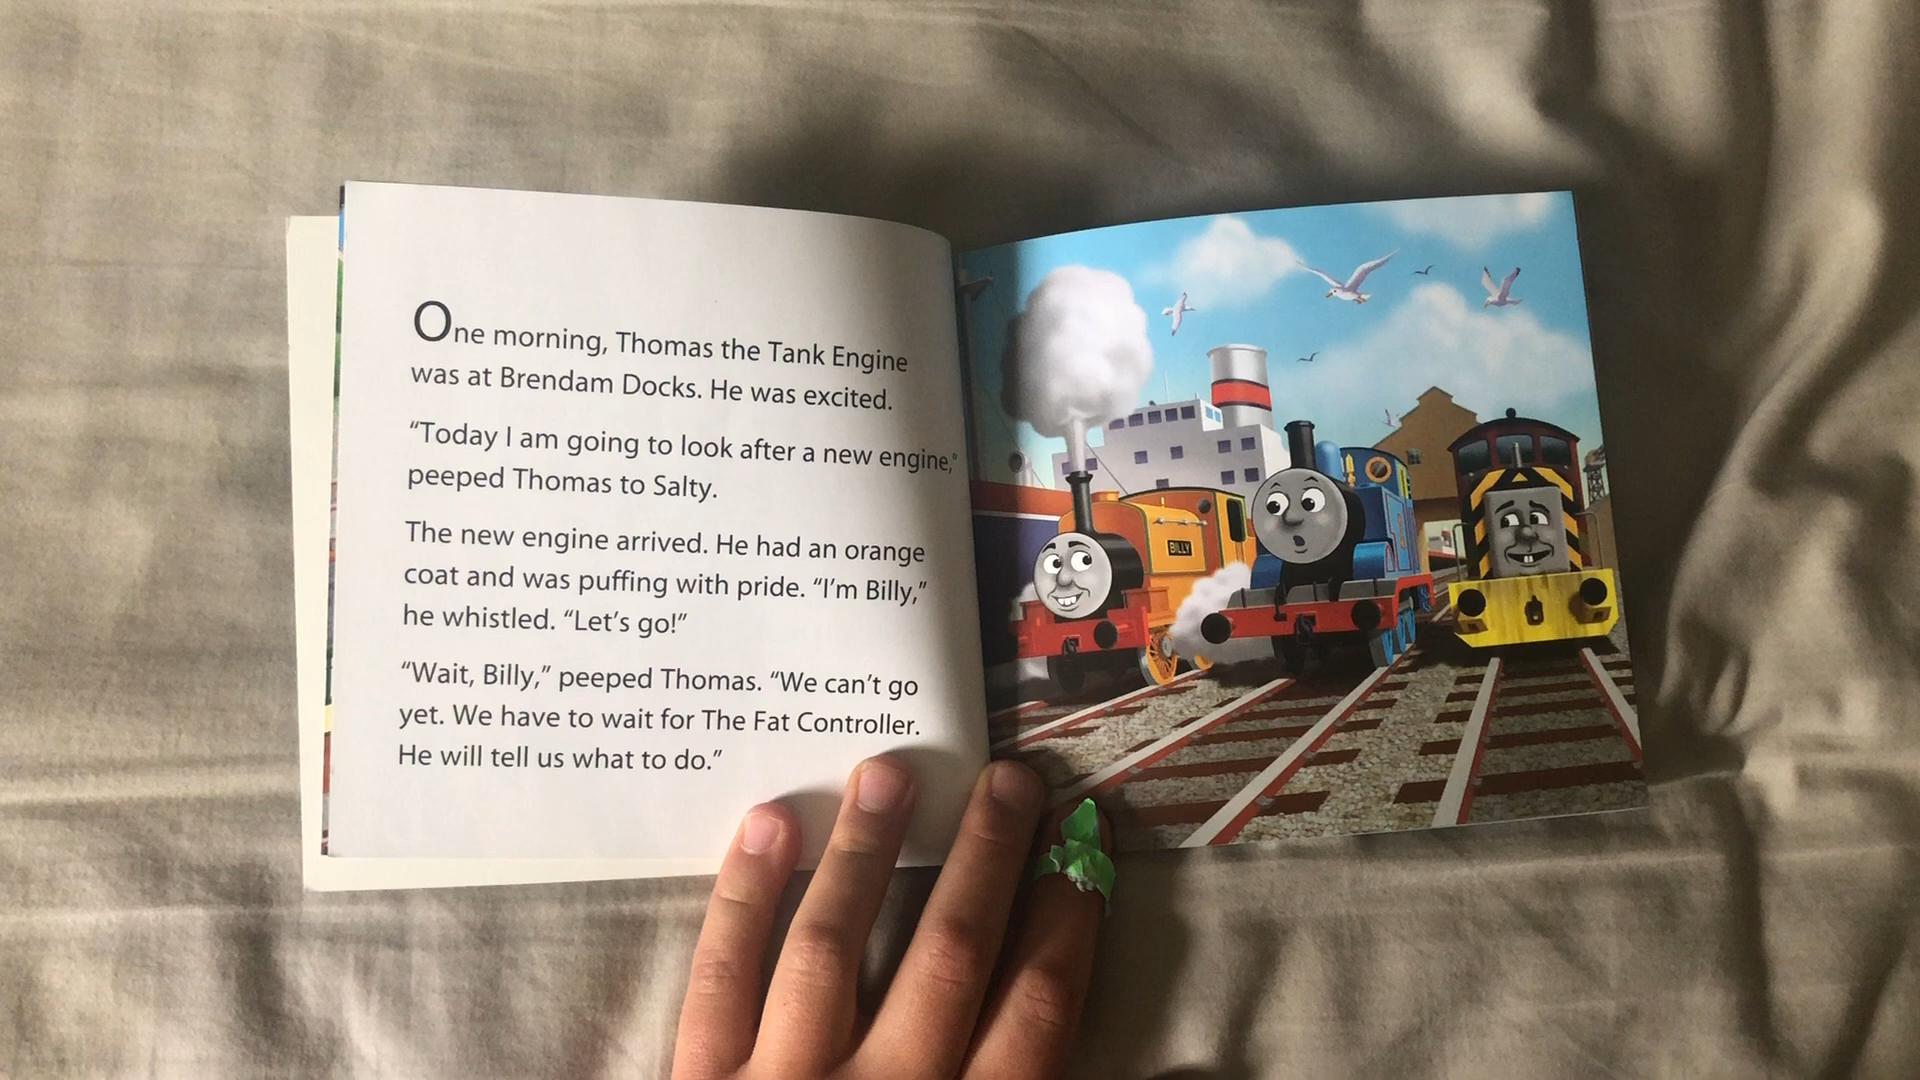 One morning, Thomas the Tank Engine
was at Brendam Docks. He was excited.
“Today I am going to look after a new engine,”
peeped Thomas to Salty.
The new engine arrived. He had an orange
coat and was puffing with pride. “I’m Billy,”
he whistled. “Let’s go!”
“Wait, Billy,” peeped Thomas. “We can’t go
yet. We have to wait for The Fat Controller.
He will tell us what to do.”
BILLY